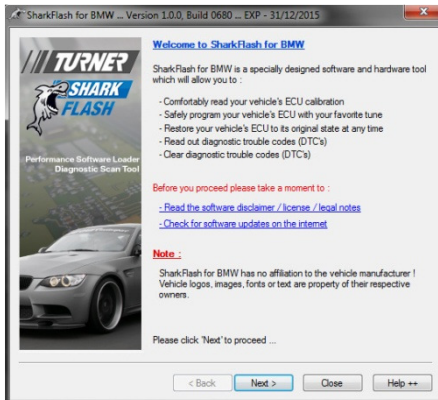 SharkFlash for BMW ... Version 1.0.0, Build 0680 ... EXP - 31/12/2015
TURNER
SHARK
FLASH
Performance Software Loader
Diagnostic Scan Tool
Welcome to SharkFlash for BMW
SharkFlash for BMW is a specially designed software and hardware tool
which will allow you to :
- Comfortably read your vehicle's ECU calibration
- Safely program your vehicle's ECU with your favorite tune
- Restore your vehicle's ECU to its original state at any time
- Read out diagnostic trouble codes (DTC's)
- Clear diagnostic trouble codes (DTC's)
Before you proceed please take a moment to :
- Read the software disclaimer / license / legal notes
- Check for software updates on the internet
Note :
SharkFlash for BMW has no affiliation to the vehicle manufacturer !
Vehicle logos, images, fonts or text are property of their respective
owners.
Please click 'Next' to proceed ...
< Back
Next >
Close
Help ++